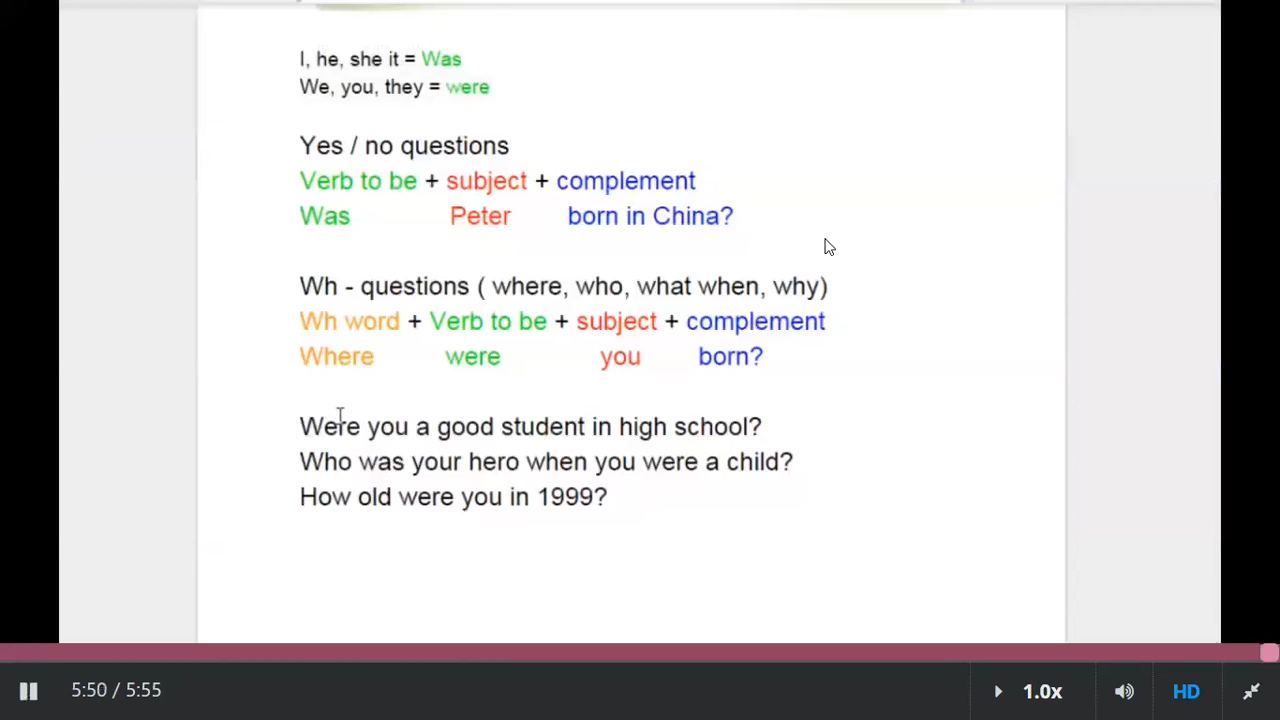 I, he, she it = Was
We, you, they = were
Yes / no questions
Verb to be + subject + complement
Was Peter born in China?
Wh - questions ( where, who, what when, why)
Wh word + Verb to be + subject + complement
Where were you born?
Were you a good student in high school?
Who was your hero when you were a child?
How old were you in 1999?
5:50 / 5:55 1.0x HD